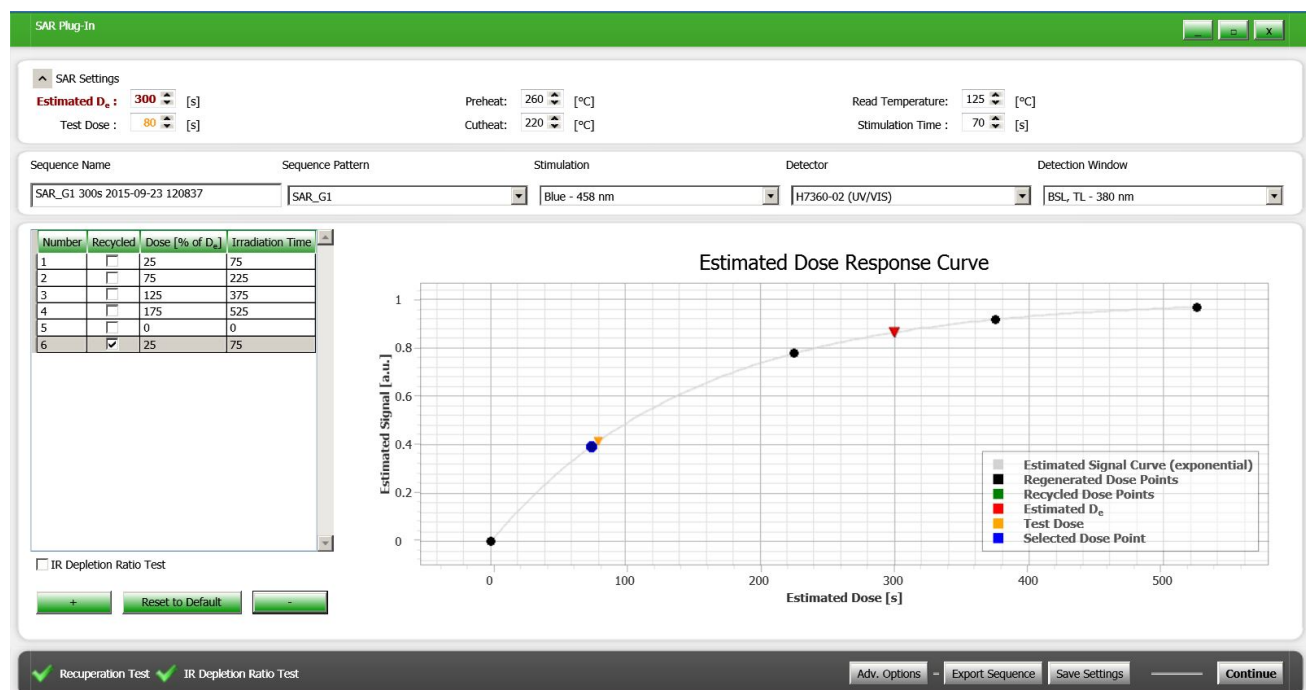 SAR Plug-In
_ □ X
^ SAR Settings
Estimated De : 300 [s] Preheat: 260 [°C] Read Temperature: 125 [°C]
Test Dose : 80 [s] Cutheat: 220 [°C] Stimulation Time : 70 [s]
Sequence Name Sequence Pattern Stimulation Detector Detection Window
SAR_G1 300s 2015-09-23 120837 SAR_G1 Blue - 458 nm H7360-02 (UV/VIS) BSL, TL - 380 nm
Number Recycled Dose [% of De] Irradiation Time
1 25 75
2 75 225
3 125 375
4 175 525
5 0 0
6 25 75
IR Depletion Ratio Test
+ Reset to Default -
Estimated Dose Response Curve
Estimated Signal [a.u.]
1
0.8
0.6
0.4
0.2
0
0 100 200 300 400 500
Estimated Dose [s]
Estimated Signal Curve (exponential)
Regenerated Dose Points
Recycled Dose Points
Estimated De
Test Dose
Selected Dose Point
Recuperation Test IR Depletion Ratio Test Adv. Options Export Sequence Save Settings Continue